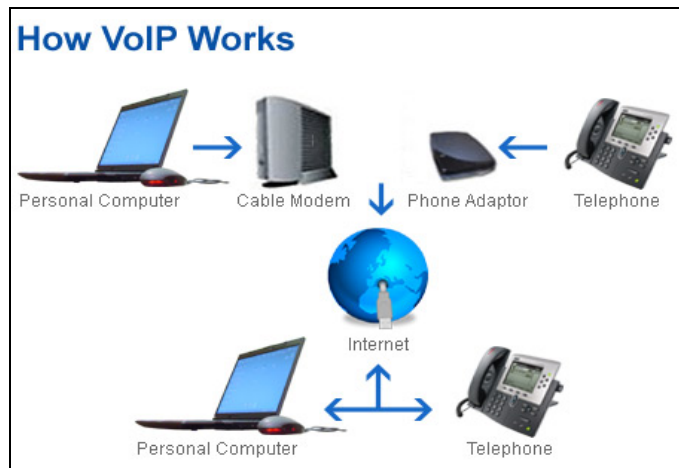 How VoIP Works
Personal Computer
Cable Modem
Phone Adaptor
Telephone
Internet
Personal Computer
Telephone